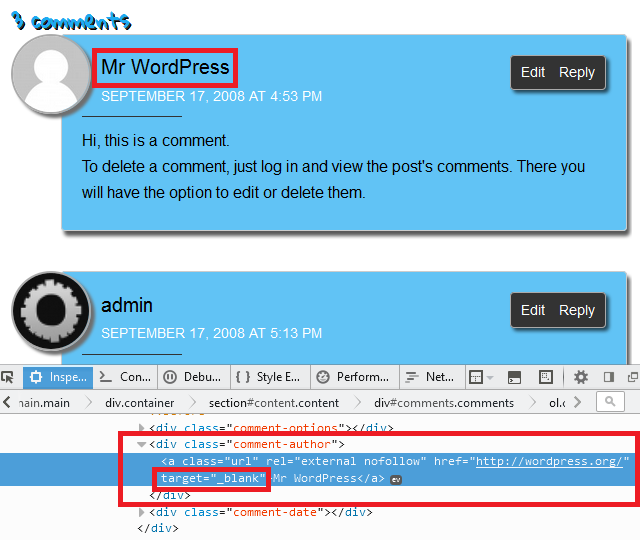 3 comments
Mr WordPress
Edit Reply
SEPTEMBER 17, 2008 AT 4:53 PM
Hi, this is a comment.
To delete a comment, just log in and view the post's comments. There you
will have the option to edit or delete them.
admin
Edit Reply
SEPTEMBER 17, 2008 AT 5:13 PM
Inspe... Con... Debu... { } Style E... Perform... Net...
main.main div.container section#content.content div#comments.comments ol.c
<div class="comment-options"></div>
<div class="comment-author">
<a class="url" rel="external nofollow" href="http://wordpress.org/"
target="_blank">Mr WordPress</a> ev
</div>
<div class="comment-date"></div>
</div>